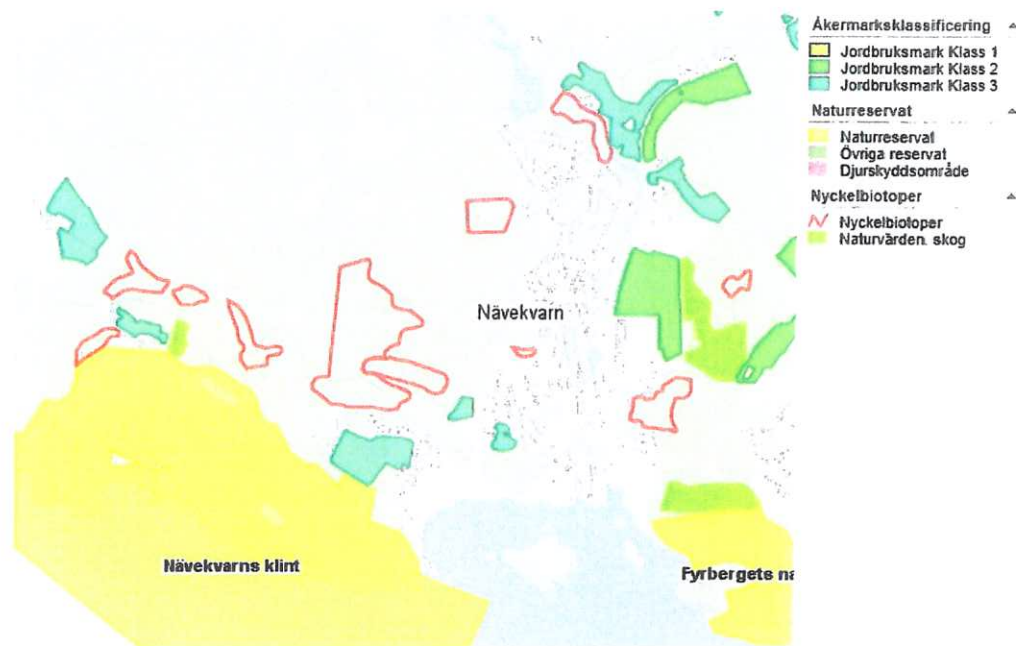 Åkermarksklassificering
Jordbruksmark Klass 1
Jordbruksmark Klass 2
Jordbruksmark Klass 3
Naturreservat
Naturreservat
Övriga reservat
Djurskyddsområde
Nyckelbiotoper
Nyckelbiotoper
Naturvärden. skog
Nävekvarn
Nävekvarns klint
Fyrbergets na